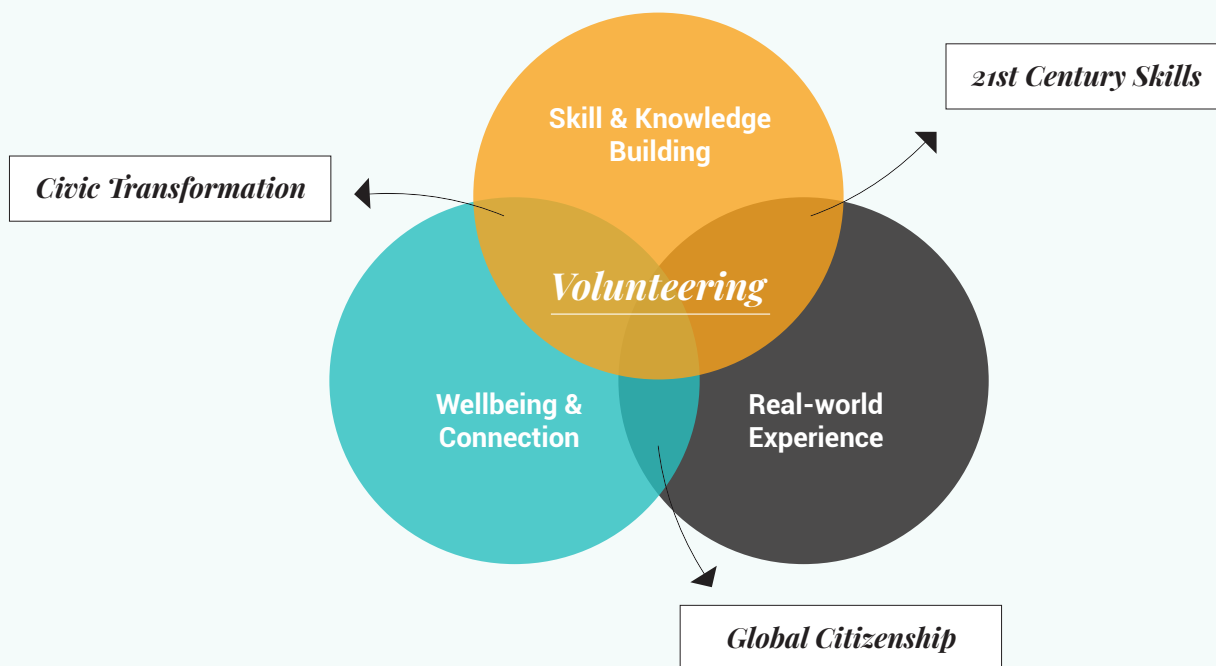 21st Century Skills
Skill & Knowledge
Building
Civic Transformation
Volunteering
Wellbeing &
Connection
Real-world
Experience
Global Citizenship